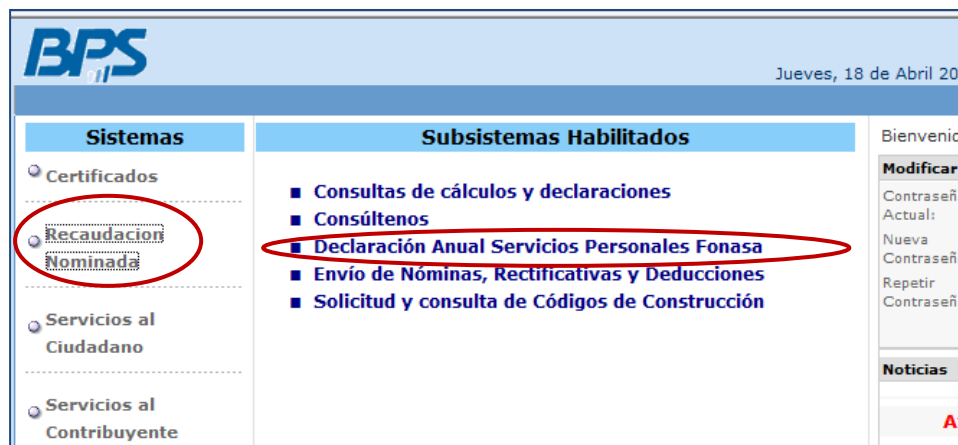 BPS
Jueves, 18 de Abril 20
Sistemas
Certificados
Recaudacion
Nominada
Servicios al
Ciudadano
Servicios al
Contribuyente
Subsistemas Habilitados
Consultas de cálculos y declaraciones
Consúltenos
Declaración Anual Servicios Personales Fonasa
Envío de Nóminas, Rectificativas y Deducciones
Solicitud y consulta de Códigos de Construcción
Bienvenid
Modificar
Contraseñ
Actual:
Nueva
Contraseñ
Repetir
Contraseñ
Noticias
A